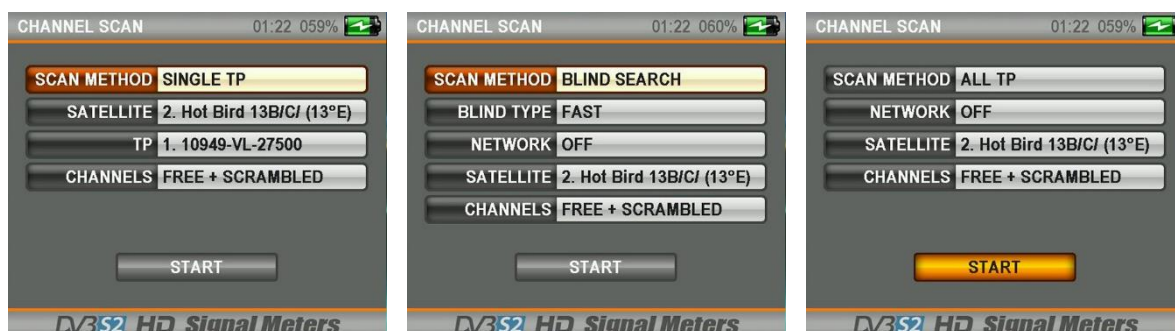 CHANNEL SCAN 01:22 059%
SCAN METHOD SINGLE TP
SATELLITE 2. Hot Bird 13B/C/ (13ºE)
TP 1. 10949-VL-27500
CHANNELS FREE + SCRAMBLED
START
DVBS2 HD Signal Meters
CHANNEL SCAN 01:22 060%
SCAN METHOD BLIND SEARCH
BLIND TYPE FAST
NETWORK OFF
SATELLITE 2. Hot Bird 13B/C/ (13ºE)
CHANNELS FREE + SCRAMBLED
START
DVBS2 HD Signal Meters
CHANNEL SCAN 01:22 059%
SCAN METHOD ALL TP
NETWORK OFF
SATELLITE 2. Hot Bird 13B/C/ (13ºE)
CHANNELS FREE + SCRAMBLED
START
DVBS2 HD Signal Meters